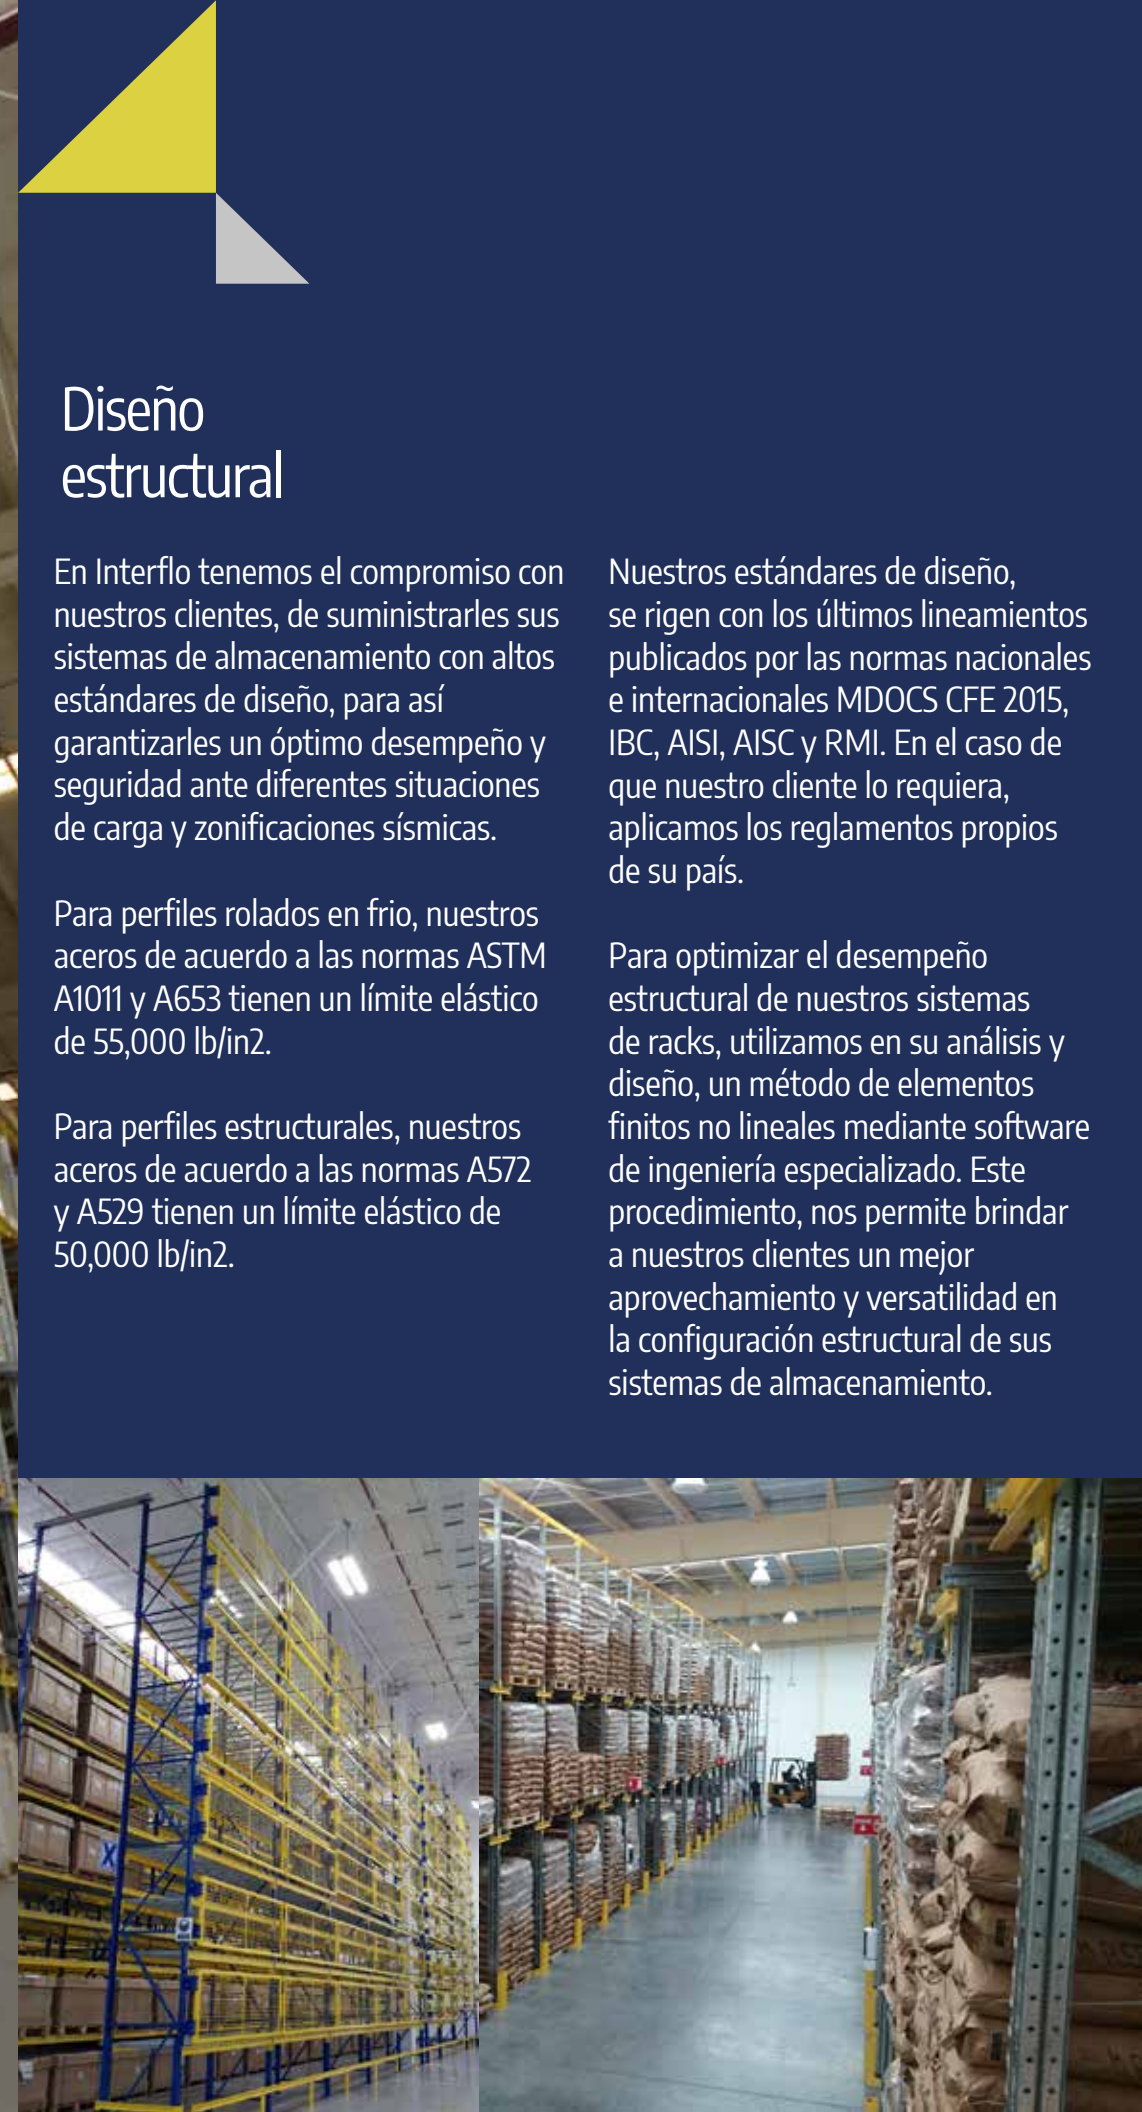 Diseño
estructural
En Interflo tenemos el compromiso con
nuestros clientes, de suministrarles sus
sistemas de almacenamiento con altos
estándares de diseño, para así
garantizarles un óptimo desempeño y
seguridad ante diferentes situaciones
de carga y zonificaciones sísmicas.
Para perfiles rolados en frio, nuestros
aceros de acuerdo a las normas ASTM
A1011 y A653 tienen un límite elástico
de 55,000 lb/in2.
Para perfiles estructurales, nuestros
aceros de acuerdo a las normas A572
y A529 tienen un límite elástico de
50,000 lb/in2.
Nuestros estándares de diseño,
se rigen con los últimos lineamientos
publicados por las normas nacionales
e internacionales MDOCS CFE 2015,
IBC, AISI, AISC y RMI. En el caso de
que nuestro cliente lo requiera,
aplicamos los reglamentos propios
de su país.
Para optimizar el desempeño
estructural de nuestros sistemas
de racks, utilizamos en su análisis y
diseño, un método de elementos
finitos no lineales mediante software
de ingeniería especializado. Este
procedimiento, nos permite brindar
a nuestros clientes un mejor
aprovechamiento y versatilidad en
la configuración estructural de sus
sistemas de almacenamiento.
X